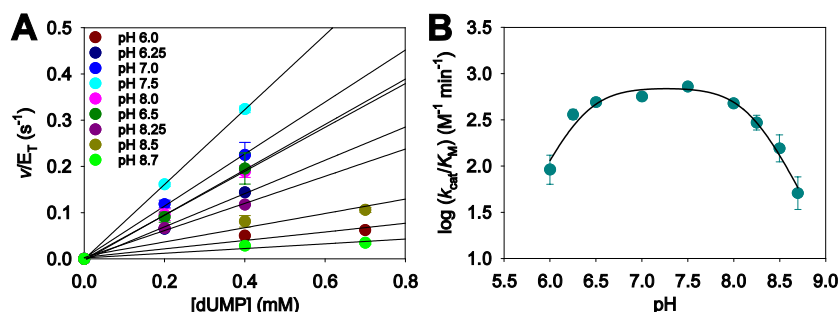 A
0.5
0.4
0.3
0.2
0.1
0.0
v/E_T (s⁻¹)
pH 6.0
pH 6.25
pH 7.0
pH 7.5
pH 8.0
pH 6.5
pH 8.25
pH 8.5
pH 8.7
0.0 0.2 0.4 0.6 0.8
[dUMP] (mM)
B
3.5
3.0
2.5
2.0
1.5
1.0
log (k_cat/K_M) (M⁻¹ min⁻¹)
5.5 6.0 6.5 7.0 7.5 8.0 8.5 9.0
pH